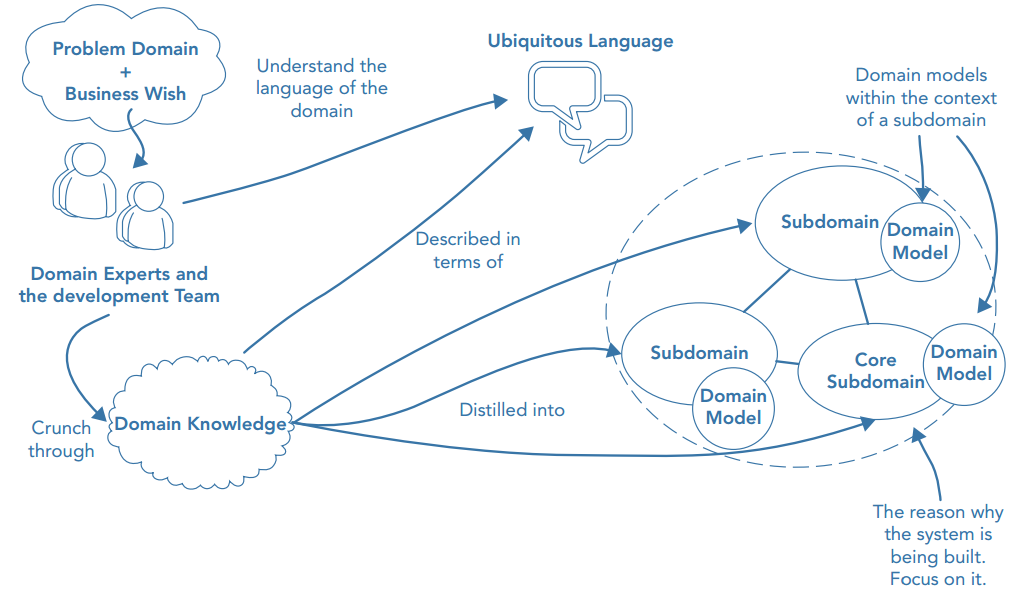 Problem Domain
+
Business Wish
Understand the
language of the
domain
Ubiquitous Language
Domain models
within the context
of a subdomain
Domain Experts and
the development Team
Described in
terms of
Subdomain
Domain
Model
Subdomain
Domain
Model
Core
Subdomain
Domain
Model
Crunch
through
Domain Knowledge
Distilled into
The reason why
the system is
being built.
Focus on it.